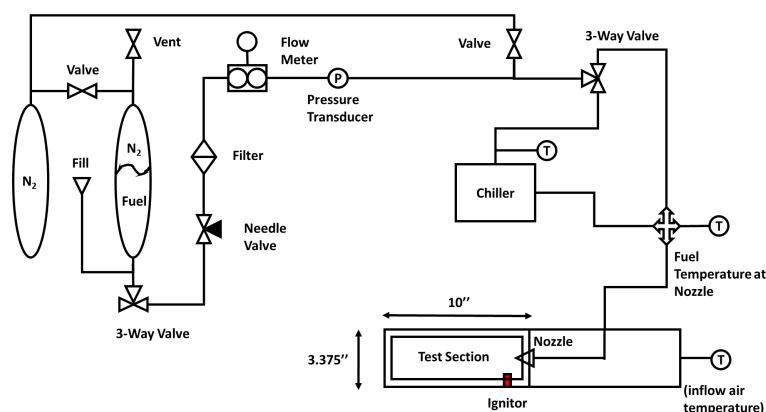 Vent
Flow
Meter
Valve
3-Way Valve
Valve
P
Pressure
Transducer
N2
N2
Fuel
Fill
Filter
T
Chiller
Needle
Valve
T
Fuel
Temperature at
Nozzle
3-Way Valve
10’’
3.375’’
Test Section
Nozzle
T
Ignitor
(inflow air
temperature)